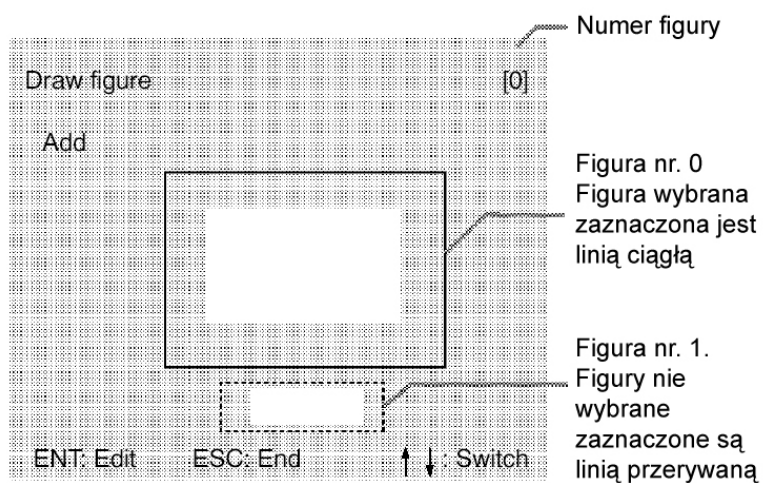 Numer figury
Draw figure [0]
Add
Figura nr. 0
Figura wybrana
zaznaczona jest
linią ciągłą
Figura nr. 1.
Figury nie
wybrane
zaznaczone są
linią przerywaną
ENT: Edit ESC: End ↑ ↓ : Switch